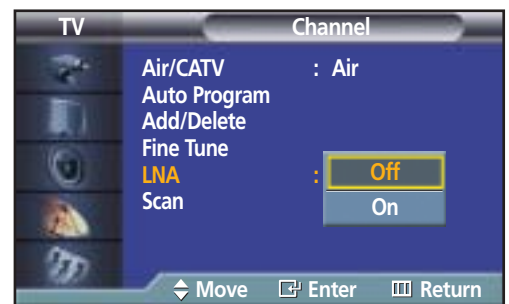 TV Channel
Air/CATV : Air
Auto Program
Add/Delete
Fine Tune
LNA : Off
Scan On
Move Enter Return